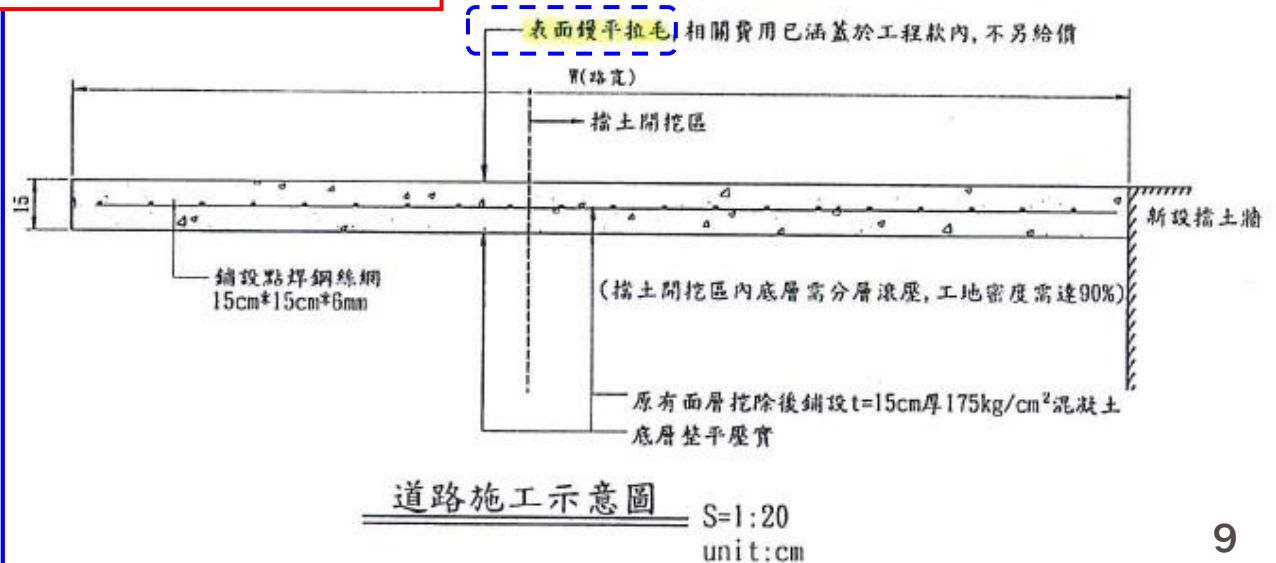 表面鏝平拉毛,相關費用已涵蓋於工程款內,不另給價
W(路寬)
擋土開挖區
15
新設擋土牆
鋪設點焊鋼絲網
15cm*15cm*6mm
(擋土開挖區內底層需分層滾壓,工地密度需達90%)
原有面層挖除後鋪設t=15cm厚175kg/cm²混凝土
底層整平壓實
道路施工示意圖
S=1:20
unit:cm
9